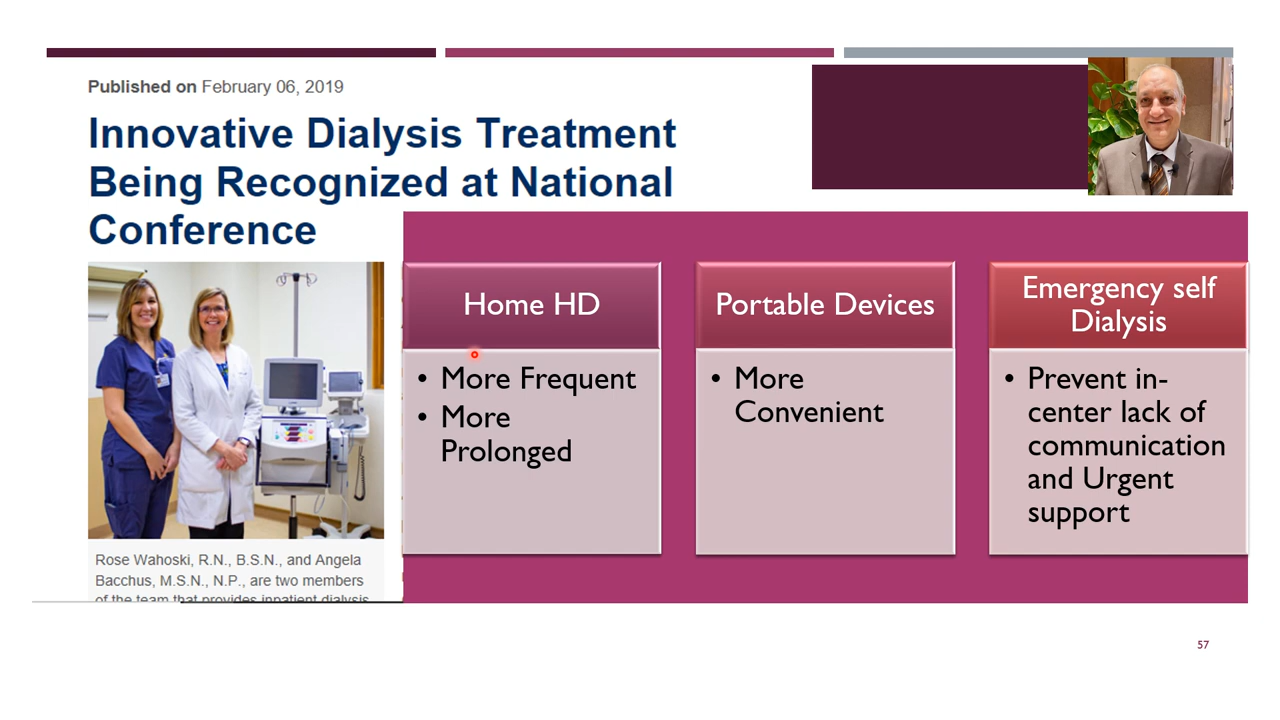 Published on February 06, 2019
Innovative Dialysis Treatment
Being Recognized at National
Conference
Home HD
• More Frequent
• More
Prolonged
Portable Devices
• More
Convenient
Emergency self
Dialysis
• Prevent in-
center lack of
communication
and Urgent
support
Rose Wahoski, R.N., B.S.N., and Angela
Bacchus, M.S.N., N.P., are two members
of the team that provides inpatient dialysis
57